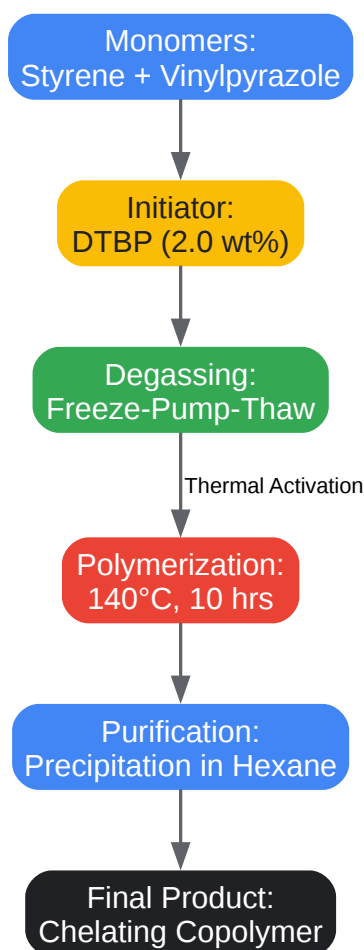 Monomers:
Styrene + Vinylpyrazole
Initiator:
DTBP (2.0 wt%)
Degassing:
Freeze-Pump-Thaw
Thermal Activation
Polymerization:
140°C, 10 hrs
Purification:
Precipitation in Hexane
Final Product:
Chelating Copolymer